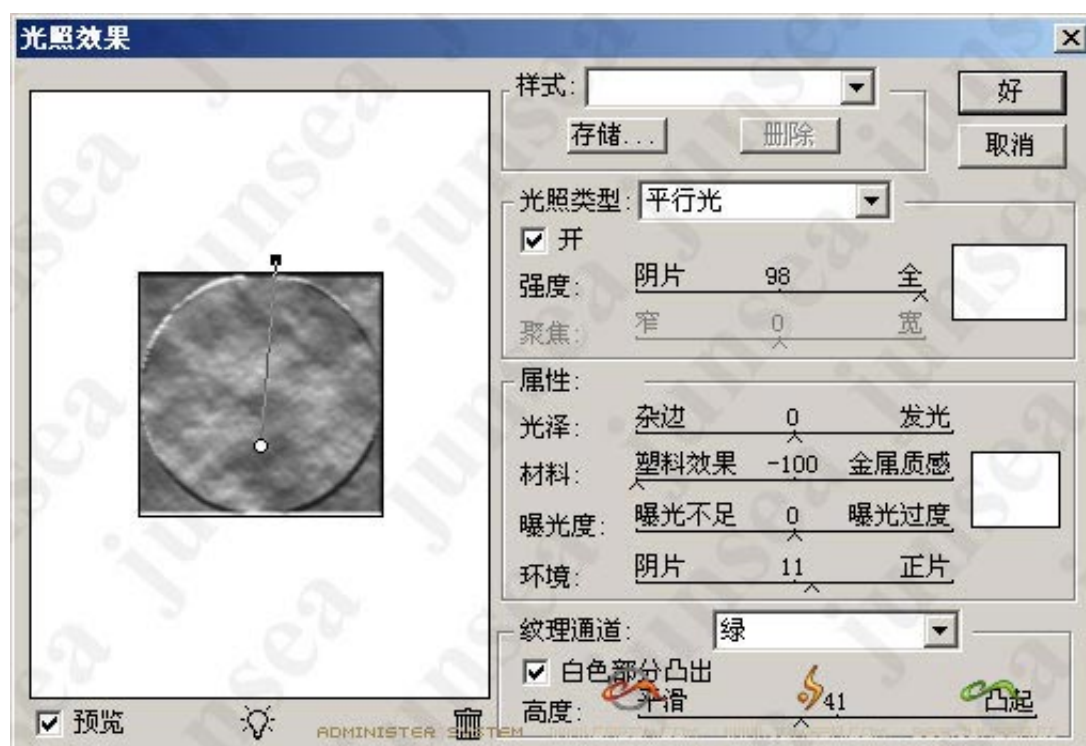 光照效果
样式:
好
存储...
删除
取消
光照类型: 平行光
开
强度: 阴片 98 全
聚焦: 窄 0 宽
属性:
光泽: 杂边 0 发光
材料: 塑料效果 -100 金属质感
曝光度: 曝光不足 0 曝光过度
环境: 阴片 11 正片
纹理通道: 绿
白色部分凸出
高度: 平滑 41 凸起
预览
ADMINISTER SYSTEM
junsea